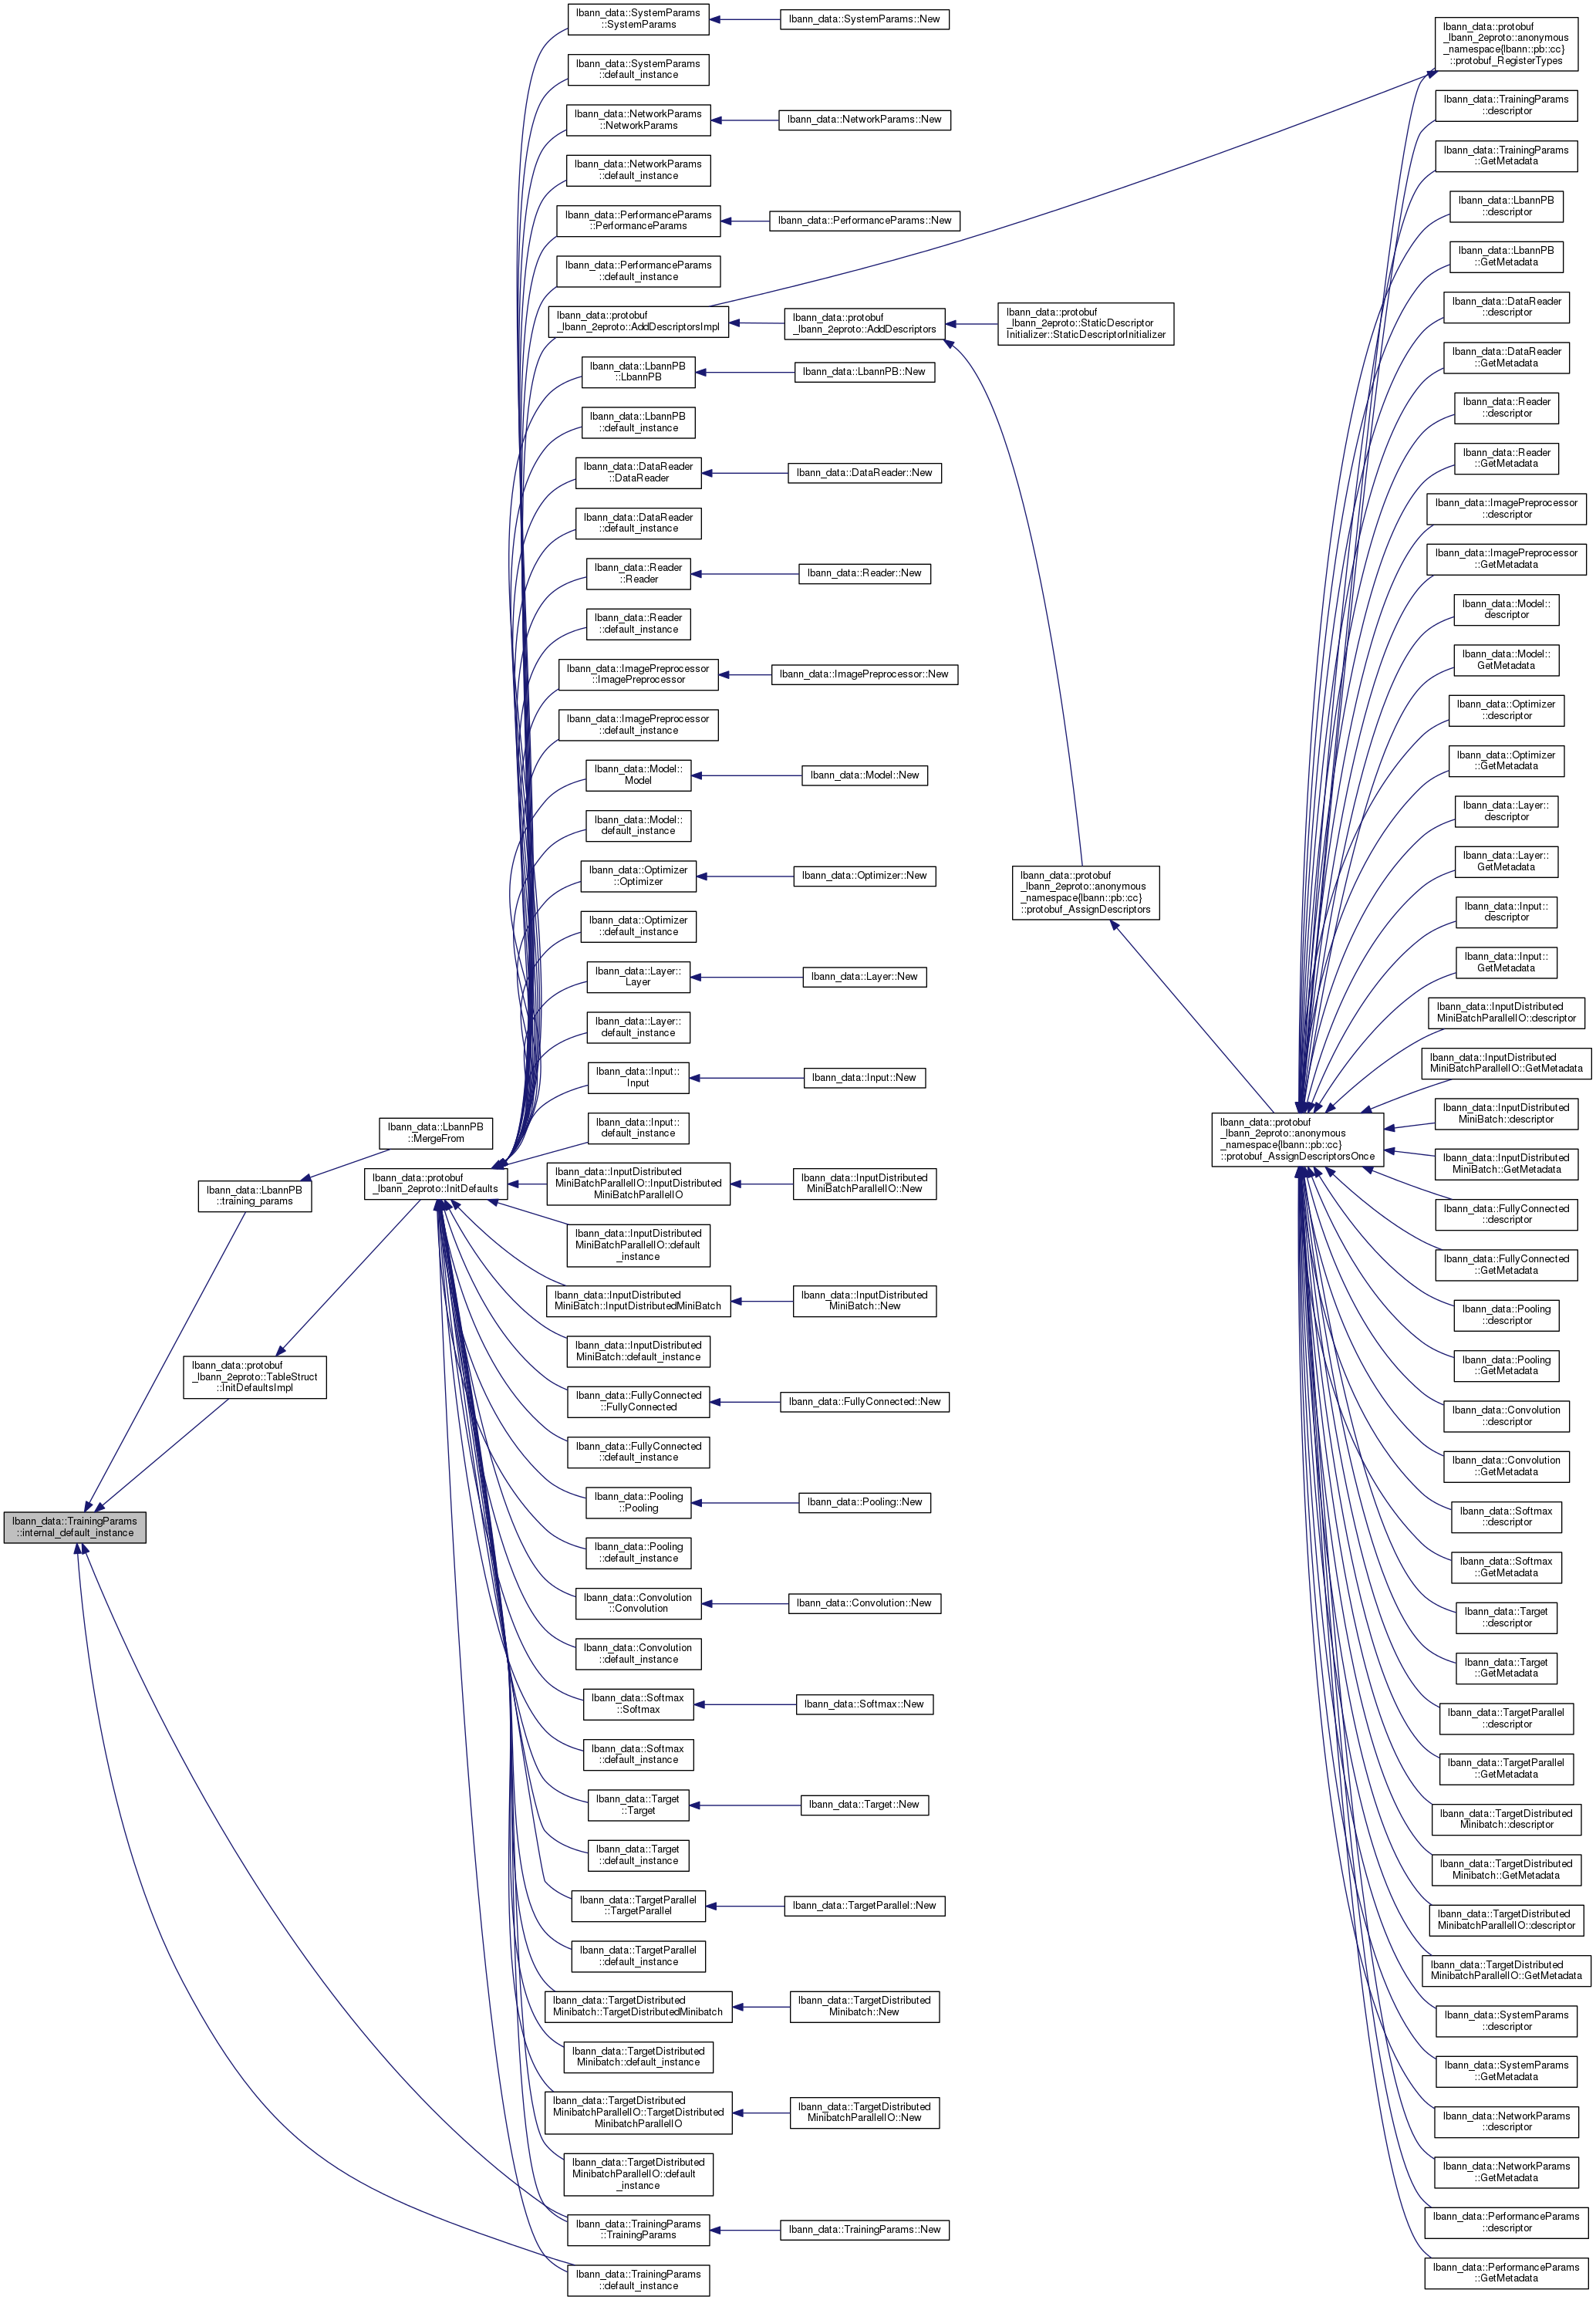 lbann_data::TrainingParams
::internal_default_instance
lbann_data::LbannPB
::training_params
lbann_data::protobuf
_lbann_2eproto::TableStruct
::InitDefaultsImpl
lbann_data::LbannPB
::MergeFrom
lbann_data::protobuf
_lbann_2eproto::InitDefaults
lbann_data::SystemParams
::SystemParams
lbann_data::SystemParams::New
lbann_data::SystemParams
::default_instance
lbann_data::NetworkParams
::NetworkParams
lbann_data::NetworkParams::New
lbann_data::NetworkParams
::default_instance
lbann_data::PerformanceParams
::PerformanceParams
lbann_data::PerformanceParams::New
lbann_data::PerformanceParams
::default_instance
lbann_data::protobuf
_lbann_2eproto::AddDescriptorsImpl
lbann_data::protobuf
_lbann_2eproto::AddDescriptors
lbann_data::protobuf
_lbann_2eproto::StaticDescriptor
Initializer::StaticDescriptorInitializer
lbann_data::LbannPB
::LbannPB
lbann_data::LbannPB::New
lbann_data::LbannPB
::default_instance
lbann_data::DataReader
::DataReader
lbann_data::DataReader::New
lbann_data::DataReader
::default_instance
lbann_data::Reader
::Reader
lbann_data::Reader::New
lbann_data::Reader
::default_instance
lbann_data::ImagePreprocessor
::ImagePreprocessor
lbann_data::ImagePreprocessor::New
lbann_data::ImagePreprocessor
::default_instance
lbann_data::Model::
Model
lbann_data::Model::New
lbann_data::Model::
default_instance
lbann_data::Optimizer
::Optimizer
lbann_data::Optimizer::New
lbann_data::Optimizer
::default_instance
lbann_data::Layer::
Layer
lbann_data::Layer::New
lbann_data::Layer::
default_instance
lbann_data::Input::
Input
lbann_data::Input::New
lbann_data::Input::
default_instance
lbann_data::InputDistributed
MiniBatchParallelIO::InputDistributed
MiniBatchParallelIO
lbann_data::InputDistributed
MiniBatchParallelIO::New
lbann_data::InputDistributed
MiniBatchParallelIO::default
_instance
lbann_data::InputDistributed
MiniBatch::InputDistributedMiniBatch
lbann_data::InputDistributed
MiniBatch::New
lbann_data::InputDistributed
MiniBatch::default_instance
lbann_data::FullyConnected
::FullyConnected
lbann_data::FullyConnected::New
lbann_data::FullyConnected
::default_instance
lbann_data::Pooling
::Pooling
lbann_data::Pooling::New
lbann_data::Pooling
::default_instance
lbann_data::Convolution
::Convolution
lbann_data::Convolution::New
lbann_data::Convolution
::default_instance
lbann_data::Softmax
::Softmax
lbann_data::Softmax::New
lbann_data::Softmax
::default_instance
lbann_data::Target
::Target
lbann_data::Target::New
lbann_data::Target
::default_instance
lbann_data::TargetParallel
::TargetParallel
lbann_data::TargetParallel::New
lbann_data::TargetParallel
::default_instance
lbann_data::TargetDistributed
Minibatch::TargetDistributedMinibatch
lbann_data::TargetDistributed
Minibatch::New
lbann_data::TargetDistributed
Minibatch::default_instance
lbann_data::TargetDistributed
MinibatchParallelIO::TargetDistributed
MinibatchParallelIO
lbann_data::TargetDistributed
MinibatchParallelIO::New
lbann_data::TargetDistributed
MinibatchParallelIO::default
_instance
lbann_data::TrainingParams
::TrainingParams
lbann_data::TrainingParams::New
lbann_data::TrainingParams
::default_instance
lbann_data::protobuf
_lbann_2eproto::anonymous
_namespace{lbann::pb::cc}
::protobuf_AssignDescriptors
lbann_data::protobuf
_lbann_2eproto::anonymous
_namespace{lbann::pb::cc}
::protobuf_AssignDescriptorsOnce
lbann_data::protobuf
_lbann_2eproto::anonymous
_namespace{lbann::pb::cc}
::protobuf_RegisterTypes
lbann_data::TrainingParams
::descriptor
lbann_data::TrainingParams
::GetMetadata
lbann_data::LbannPB
::descriptor
lbann_data::LbannPB
::GetMetadata
lbann_data::DataReader
::descriptor
lbann_data::DataReader
::GetMetadata
lbann_data::Reader
::descriptor
lbann_data::Reader
::GetMetadata
lbann_data::ImagePreprocessor
::descriptor
lbann_data::ImagePreprocessor
::GetMetadata
lbann_data::Model::
descriptor
lbann_data::Model::
GetMetadata
lbann_data::Optimizer
::descriptor
lbann_data::Optimizer
::GetMetadata
lbann_data::Layer::
descriptor
lbann_data::Layer::
GetMetadata
lbann_data::Input::
descriptor
lbann_data::Input::
GetMetadata
lbann_data::InputDistributed
MiniBatchParallelIO::descriptor
lbann_data::InputDistributed
MiniBatchParallelIO::GetMetadata
lbann_data::InputDistributed
MiniBatch::descriptor
lbann_data::InputDistributed
MiniBatch::GetMetadata
lbann_data::FullyConnected
::descriptor
lbann_data::FullyConnected
::GetMetadata
lbann_data::Pooling
::descriptor
lbann_data::Pooling
::GetMetadata
lbann_data::Convolution
::descriptor
lbann_data::Convolution
::GetMetadata
lbann_data::Softmax
::descriptor
lbann_data::Softmax
::GetMetadata
lbann_data::Target
::descriptor
lbann_data::Target
::GetMetadata
lbann_data::TargetParallel
::descriptor
lbann_data::TargetParallel
::GetMetadata
lbann_data::TargetDistributed
Minibatch::descriptor
lbann_data::TargetDistributed
Minibatch::GetMetadata
lbann_data::TargetDistributed
MinibatchParallelIO::descriptor
lbann_data::TargetDistributed
MinibatchParallelIO::GetMetadata
lbann_data::SystemParams
::descriptor
lbann_data::SystemParams
::GetMetadata
lbann_data::NetworkParams
::descriptor
lbann_data::NetworkParams
::GetMetadata
lbann_data::PerformanceParams
::descriptor
lbann_data::PerformanceParams
::GetMetadata